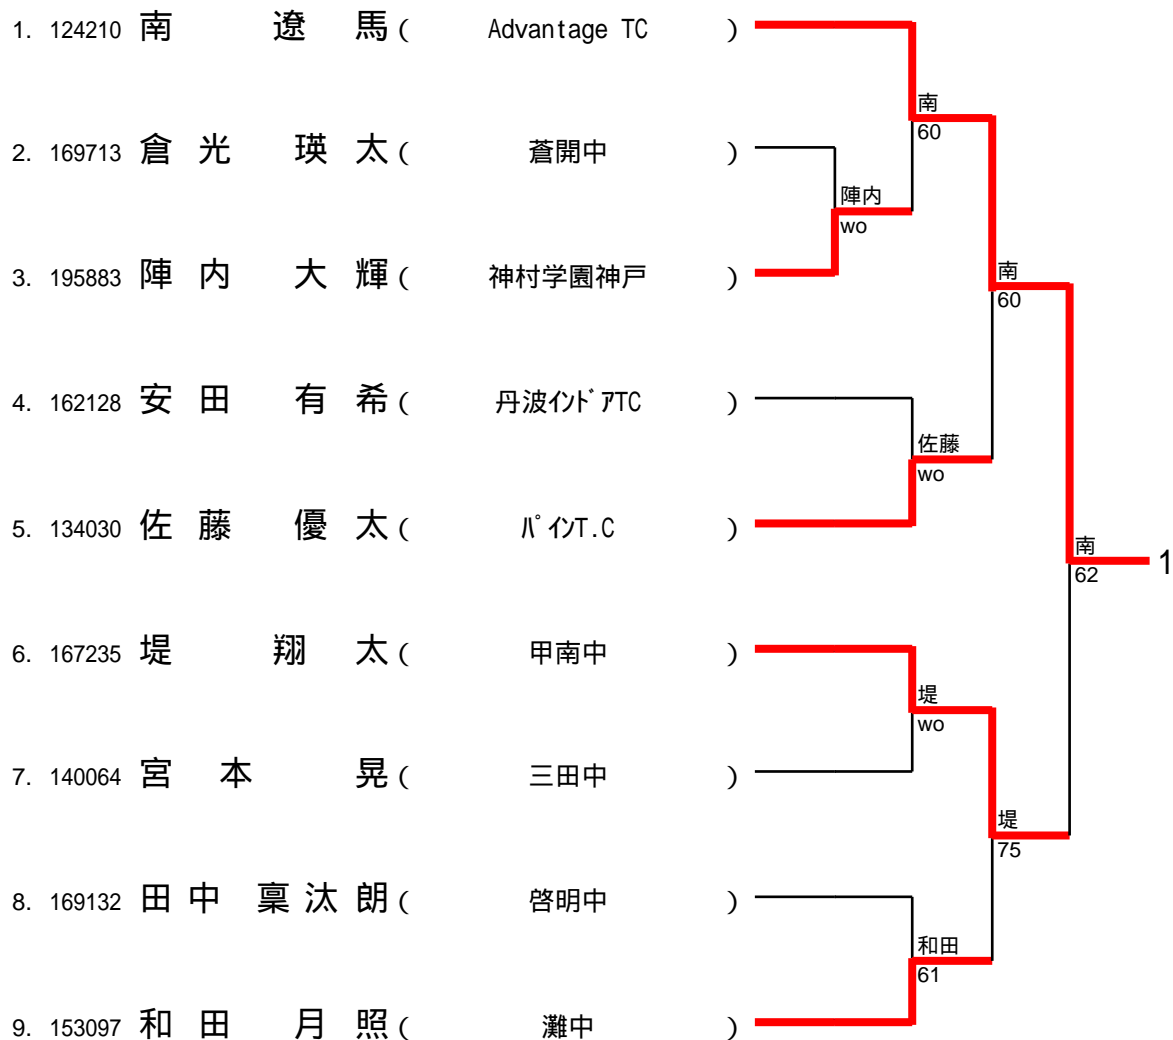 1. 124210 南 遼 馬 ( Advantage TC )
南
60
2. 169713 倉 光 瑛 太 ( 蒼開中 )
陣内
wo
3. 195883 陣 内 大 輝 ( 神村学園神戸 )
南
60
4. 162128 安 田 有 希 ( 丹波ｲﾝﾄﾞｱTC )
佐藤
wo
5. 134030 佐 藤 優 太 ( ﾊﾟｲﾝT.C )
南
62
1
6. 167235 堤 翔 太 ( 甲南中 )
堤
wo
7. 140064 宮 本 晃 ( 三田中 )
堤
75
8. 169132 田 中 稟 汰 朗 ( 啓明中 )
和田
61
9. 153097 和 田 月 照 ( 灘中 )